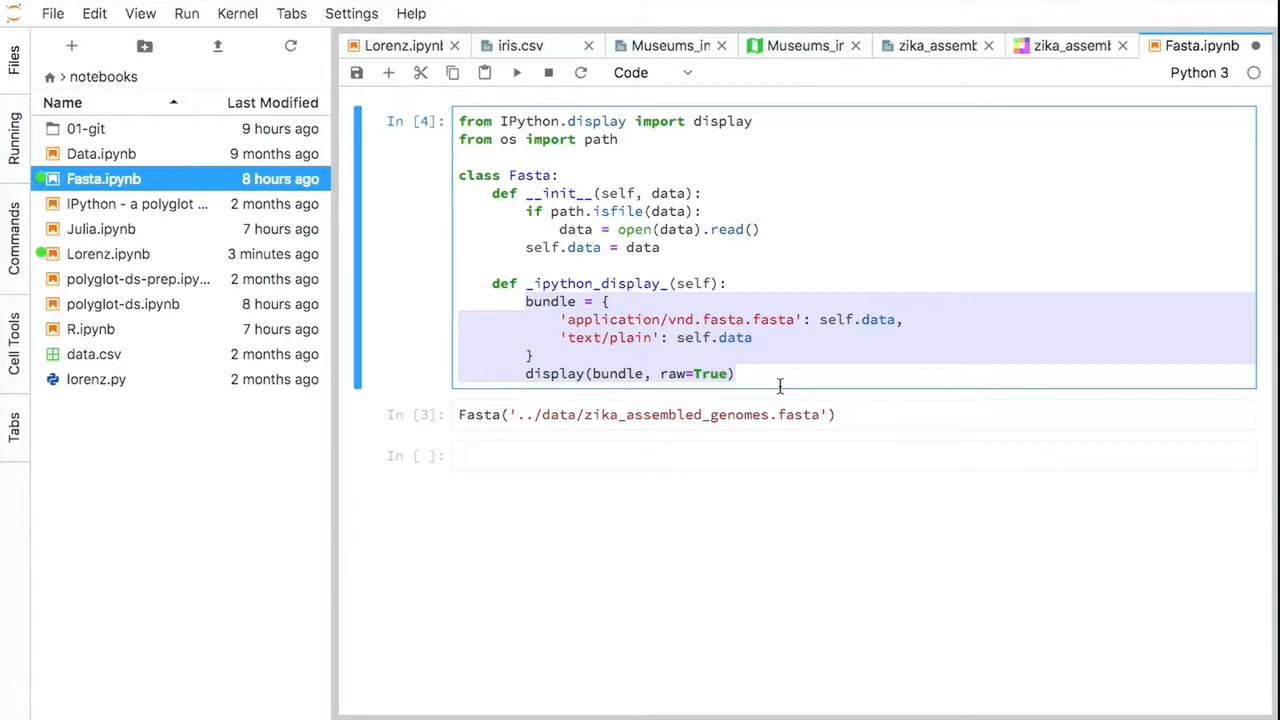 File Edit View Run Kernel Tabs Settings Help
Files
Running
Commands
Cell Tools
Tabs
notebooks
Name Last Modified
01-git 9 hours ago
Data.ipynb 9 months ago
Fasta.ipynb 8 hours ago
IPython - a polyglot ... 2 months ago
Julia.ipynb 7 hours ago
Lorenz.ipynb 3 minutes ago
polyglot-ds-prep.ipy... 2 months ago
polyglot-ds.ipynb 8 hours ago
R.ipynb 7 hours ago
data.csv 2 months ago
lorenz.py 2 months ago
Lorenz.ipynb iris.csv Museums_in Museums_in zika_assemb zika_assemb Fasta.ipynb
Code Python 3
In [4]: from IPython.display import display
from os import path
class Fasta:
def __init__(self, data):
if path.isfile(data):
data = open(data).read()
self.data = data
def _ipython_display_(self):
bundle = {
'application/vnd.fasta.fasta': self.data,
'text/plain': self.data
}
display(bundle, raw=True)
In [3]: Fasta('../data/zika_assembled_genomes.fasta')
In [ ]: